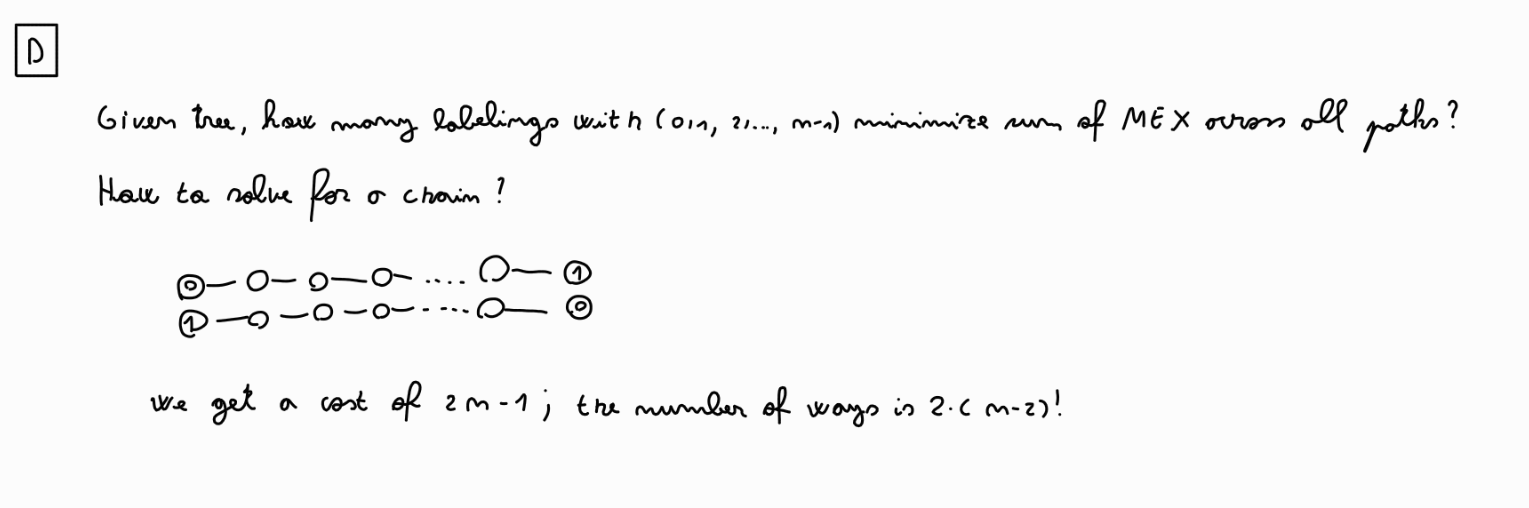 D
Given tree, how many labelings with (0,1, 2,..., n-1) minimize sum of MEX across all paths?
How to solve for a chain?
0 1
1 0
we get a cost of 2n-1; the number of ways is 2·(n-2)!